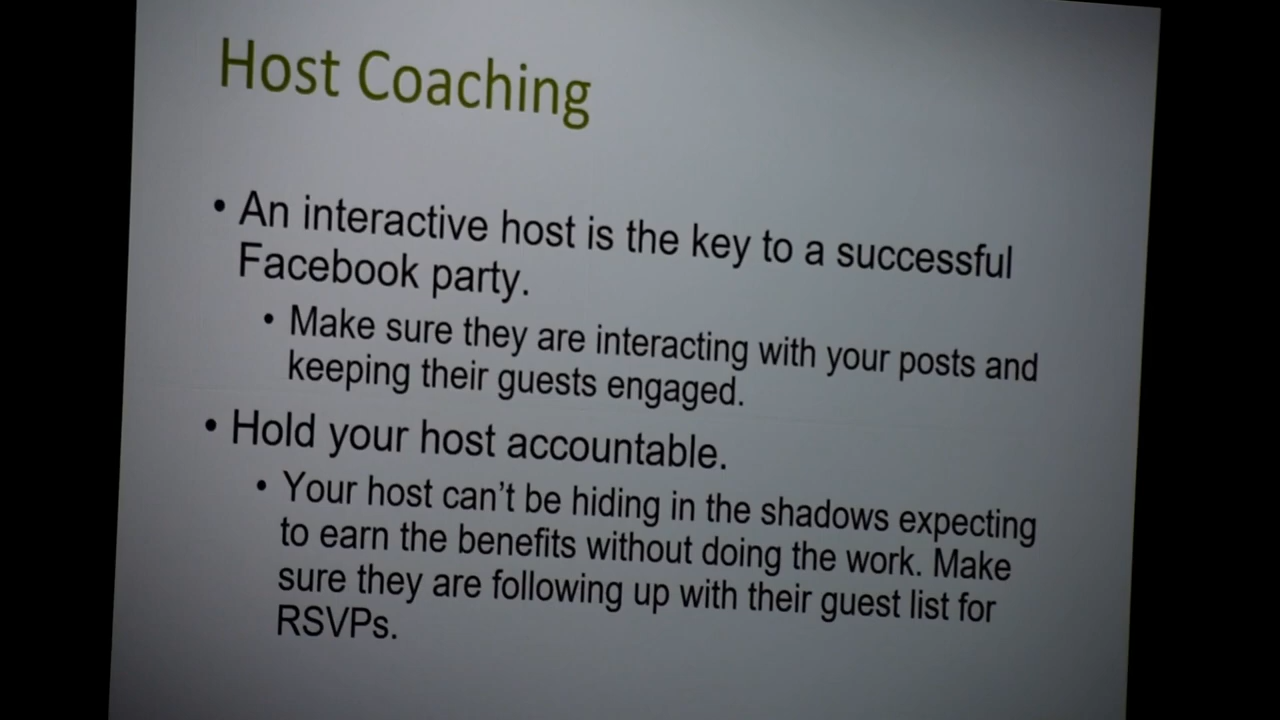 Host Coaching
• An interactive host is the key to a successful
Facebook party.
• Make sure they are interacting with your posts and
keeping their guests engaged.
• Hold your host accountable.
• Your host can’t be hiding in the shadows expecting
to earn the benefits without doing the work. Make
sure they are following up with their guest list for
RSVPs.